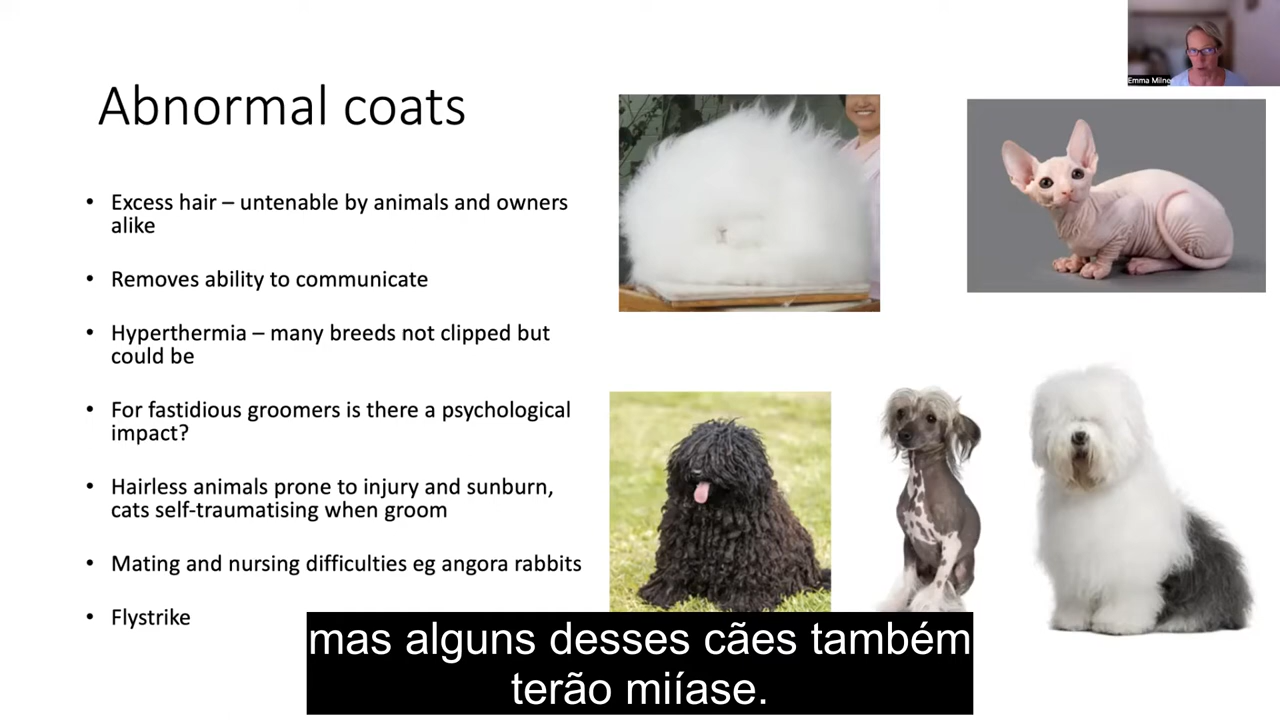 Emma Milne
Abnormal coats
• Excess hair – untenable by animals and owners
alike
• Removes ability to communicate
• Hyperthermia – many breeds not clipped but
could be
• For fastidious groomers is there a psychological
impact?
• Hairless animals prone to injury and sunburn,
cats self-traumatising when groom
• Mating and nursing difficulties eg angora rabbits
• Flystrike
mas alguns desses cães também
terão miíase.